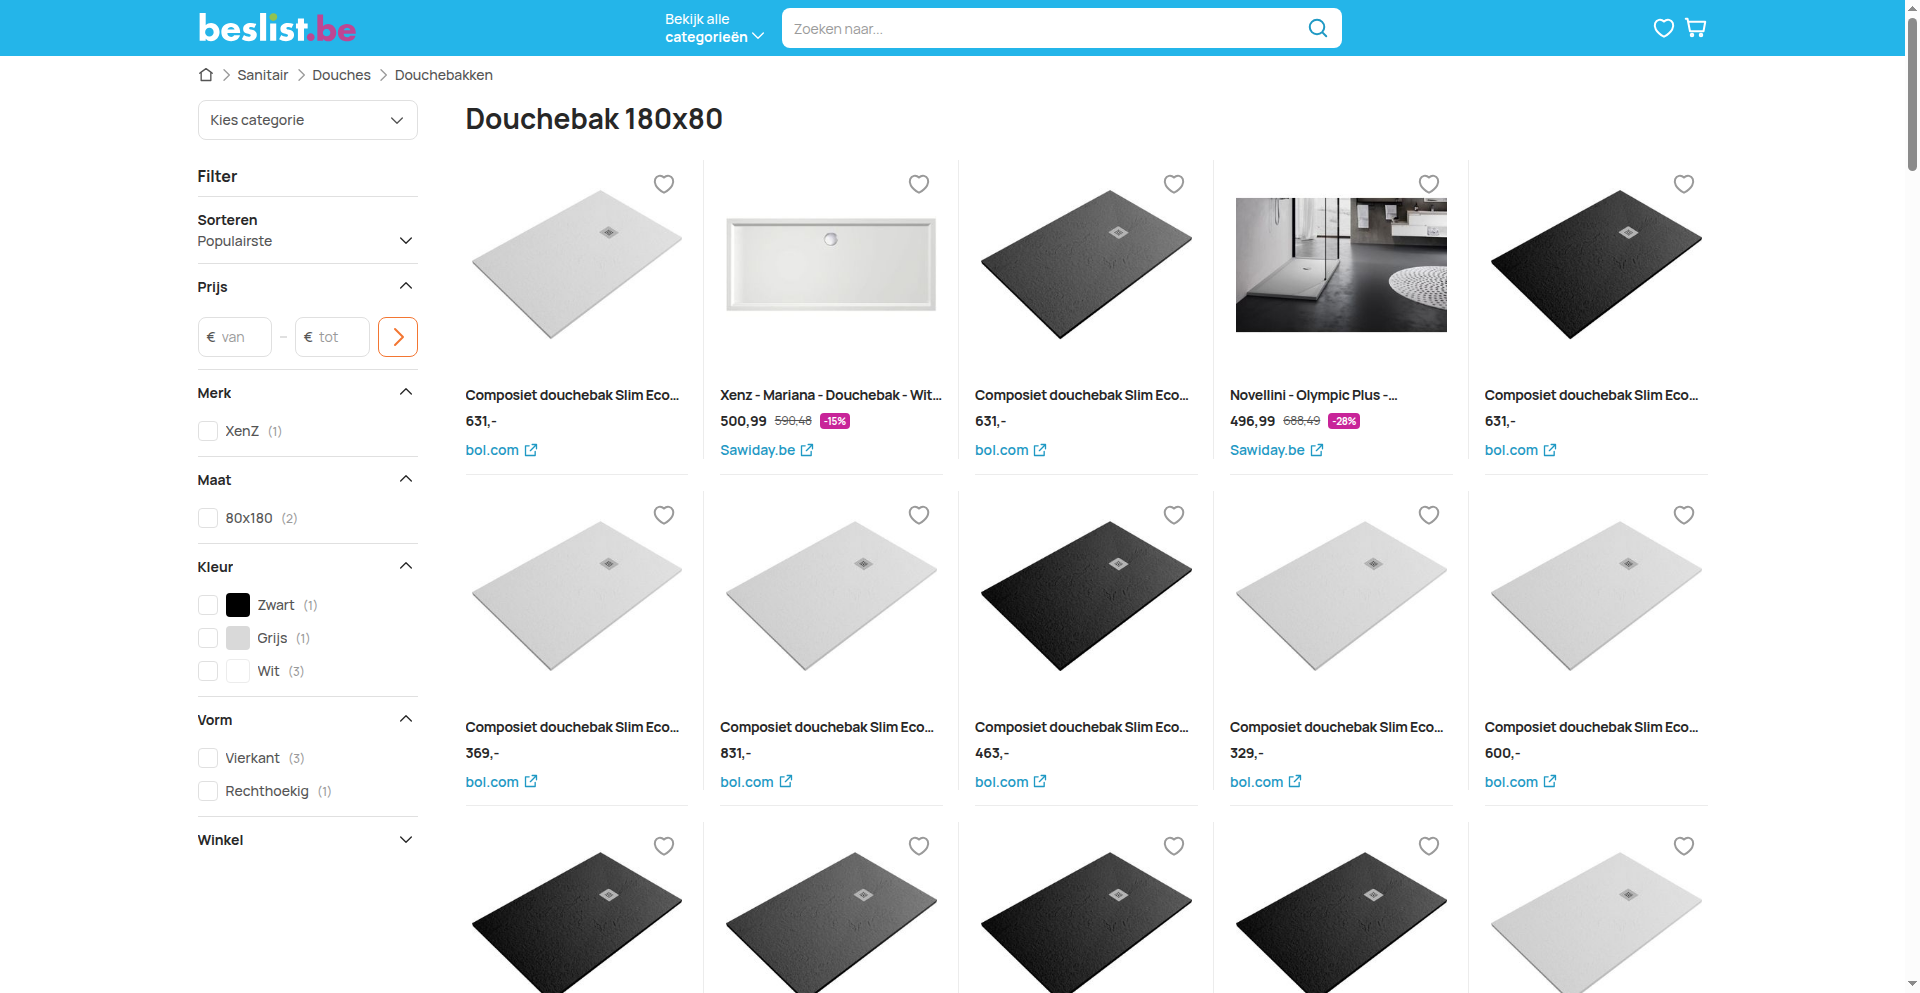 beslist.be
Bekijk alle
categorieën
Zoeken naar...
Sanitair
Douches
Douchebakken
Kies categorie
Douchebak 180x80
Filter
Sorteren
Populairste
Prijs
€ van
–
€ tot
Merk
XenZ (1)
Maat
80x180 (2)
Kleur
Zwart (1)
Grijs (1)
Wit (3)
Vorm
Vierkant (3)
Rechthoekig (1)
Winkel
Composiet douchebak Slim Eco...
631,-
bol.com
Xenz - Mariana - Douchebak - Wit...
500,99 590,48 -15%
Sawiday.be
Composiet douchebak Slim Eco...
631,-
bol.com
Novellini - Olympic Plus -...
496,99 688,49 -28%
Sawiday.be
Composiet douchebak Slim Eco...
631,-
bol.com
Composiet douchebak Slim Eco...
369,-
bol.com
Composiet douchebak Slim Eco...
831,-
bol.com
Composiet douchebak Slim Eco...
463,-
bol.com
Composiet douchebak Slim Eco...
329,-
bol.com
Composiet douchebak Slim Eco...
600,-
bol.com